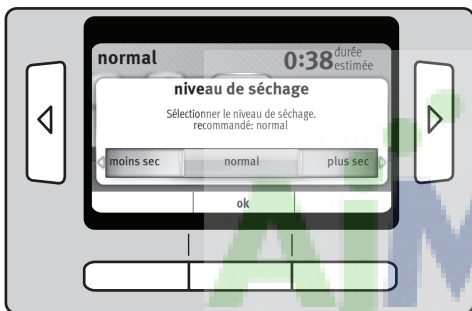 normal
0:38 durée
estimée
niveau de séchage
Sélectionner le niveau de séchage.
recommandé: normal
moins sec normal plus sec
ok
AiM